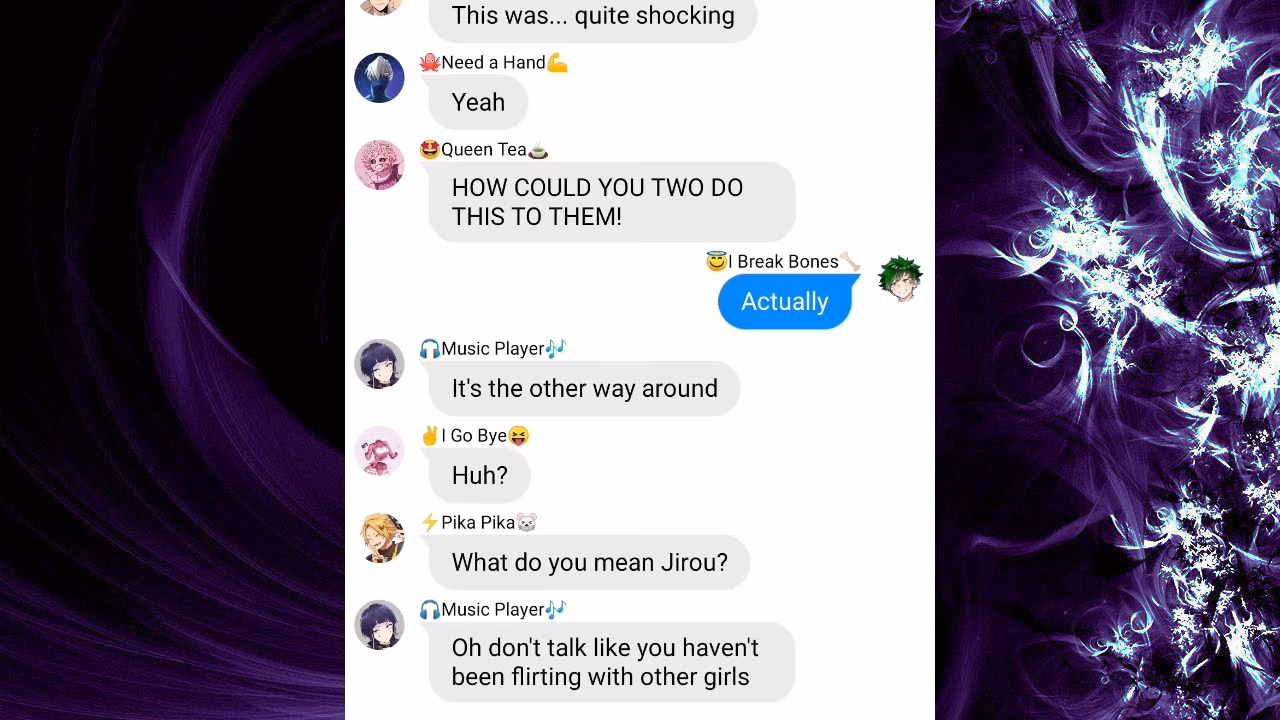 This was... quite shocking
🐙Need a Hand💪
Yeah
🤩Queen Tea☕
HOW COULD YOU TWO DO
THIS TO THEM!
😇I Break Bones🦴
Actually
🎧Music Player🎶
It's the other way around
✌I Go Bye😝
Huh?
⚡Pika Pika🐭
What do you mean Jirou?
🎧Music Player🎶
Oh don't talk like you haven't
been flirting with other girls